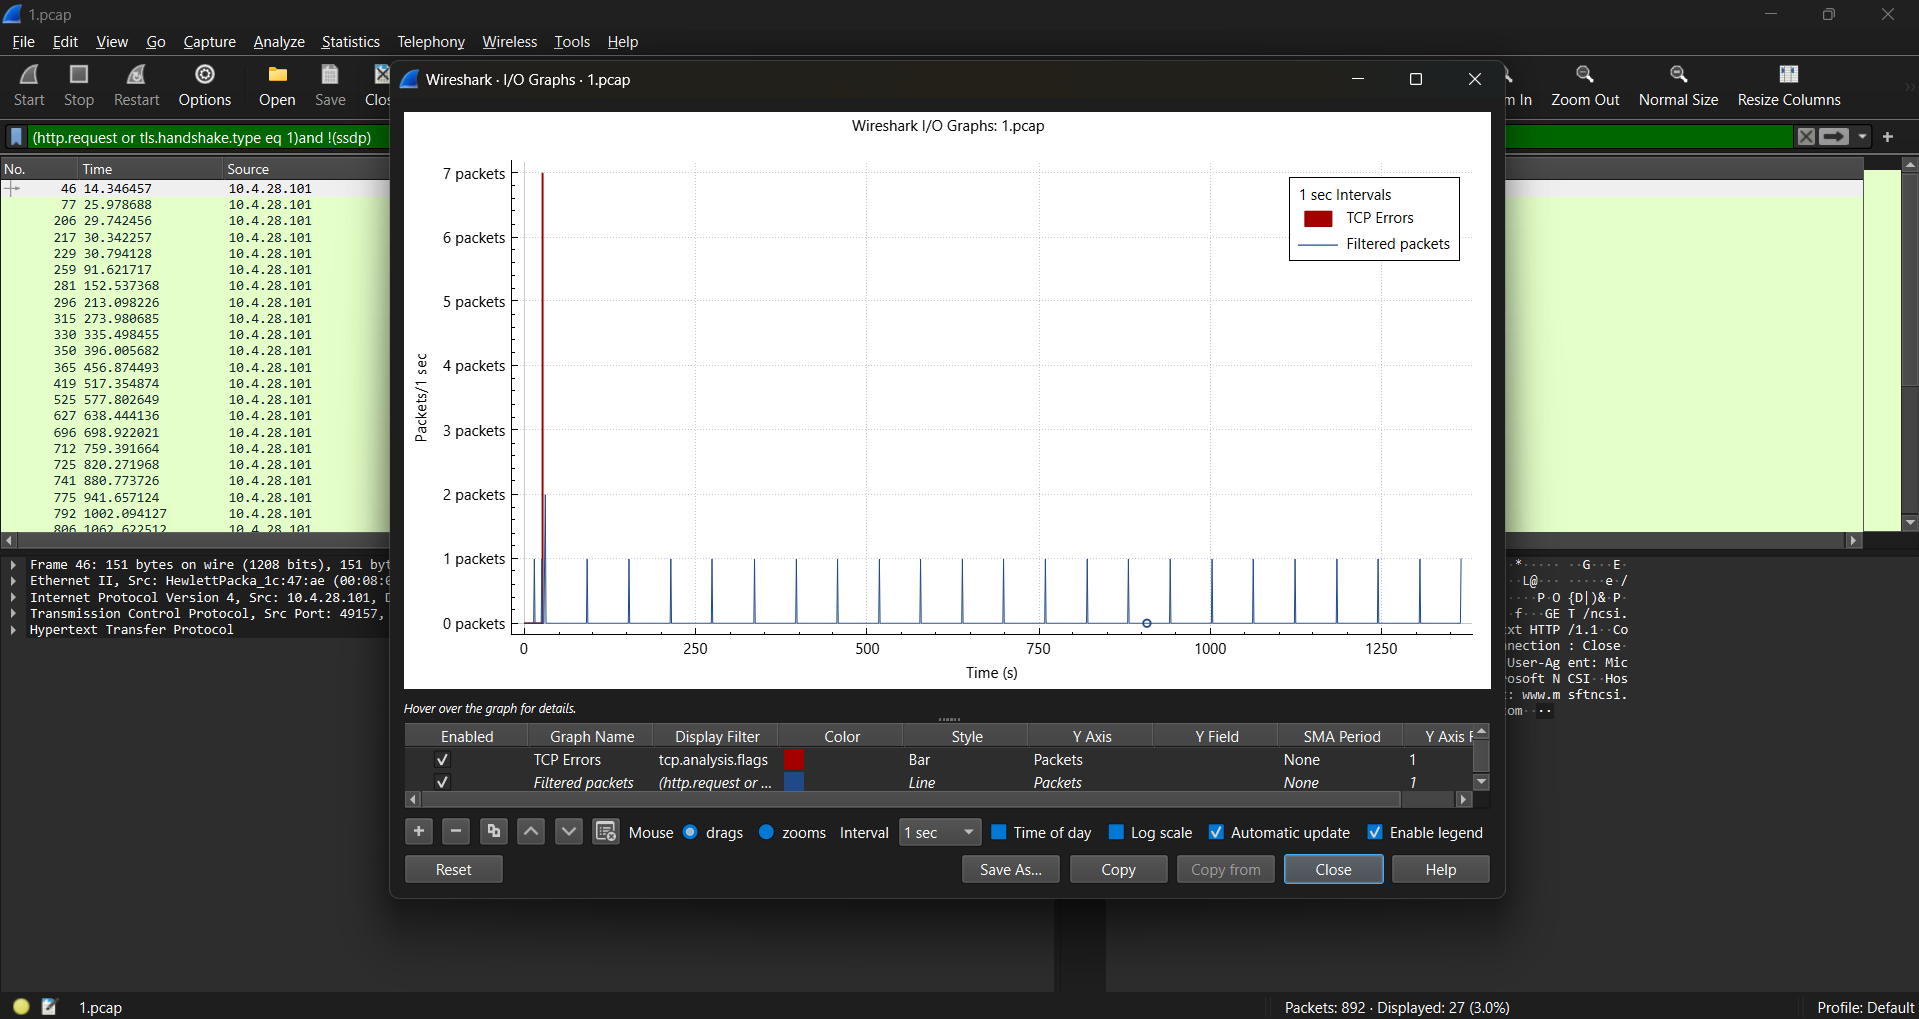 1.pcap
File Edit View Go Capture Analyze Statistics Telephony Wireless Tools Help
Start Stop Restart Options Open Save Zoom Out Normal Size Resize Columns
(http.request or tls.handshake.type eq 1)and !(ssdp)
No. Time Source
46 14.346457 10.4.28.101
77 25.978688 10.4.28.101
206 29.742456 10.4.28.101
217 30.342257 10.4.28.101
229 30.794128 10.4.28.101
259 91.621717 10.4.28.101
281 152.537368 10.4.28.101
296 213.098226 10.4.28.101
315 273.980685 10.4.28.101
330 335.498455 10.4.28.101
350 396.005682 10.4.28.101
365 456.874493 10.4.28.101
419 517.354874 10.4.28.101
525 577.802649 10.4.28.101
627 638.444136 10.4.28.101
696 698.922021 10.4.28.101
712 759.391664 10.4.28.101
725 820.271968 10.4.28.101
741 880.773726 10.4.28.101
775 941.657124 10.4.28.101
792 1002.094127 10.4.28.101
806 1062.622512 10.4.28.101
Frame 46: 151 bytes on wire (1208 bits), 151 byt
Ethernet II, Src: HewlettPacka_1c:47:ae (00:08:
Internet Protocol Version 4, Src: 10.4.28.101,
Transmission Control Protocol, Src Port: 49157,
Hypertext Transfer Protocol
Wireshark · I/O Graphs · 1.pcap
Wireshark I/O Graphs: 1.pcap
7 packets
6 packets
5 packets
4 packets
3 packets
2 packets
1 packets
0 packets
Packets/1 sec
0 250 500 750 1000 1250
Time (s)
1 sec Intervals
TCP Errors
Filtered packets
Hover over the graph for details.
Enabled Graph Name Display Filter Color Style Y Axis Y Field SMA Period Y Axis F
TCP Errors tcp.analysis.flags Bar Packets None 1
Filtered packets (http.request or ... Line Packets None 1
Mouse drags zooms Interval 1 sec Time of day Log scale Automatic update Enable legend
Reset Save As... Copy Copy from Close Help
·*····· ··G···E·
··L@··· ·····e·/
····P·O {D|)&·P·
·f···GE T /ncsi.
xt HTTP /1.1··Co
nection : Close·
User-Ag ent: Mic
osoft N CSI··Hos
: www.m sftncsi.
om····
1.pcap
Packets: 892 · Displayed: 27 (3.0%)
Profile: Default